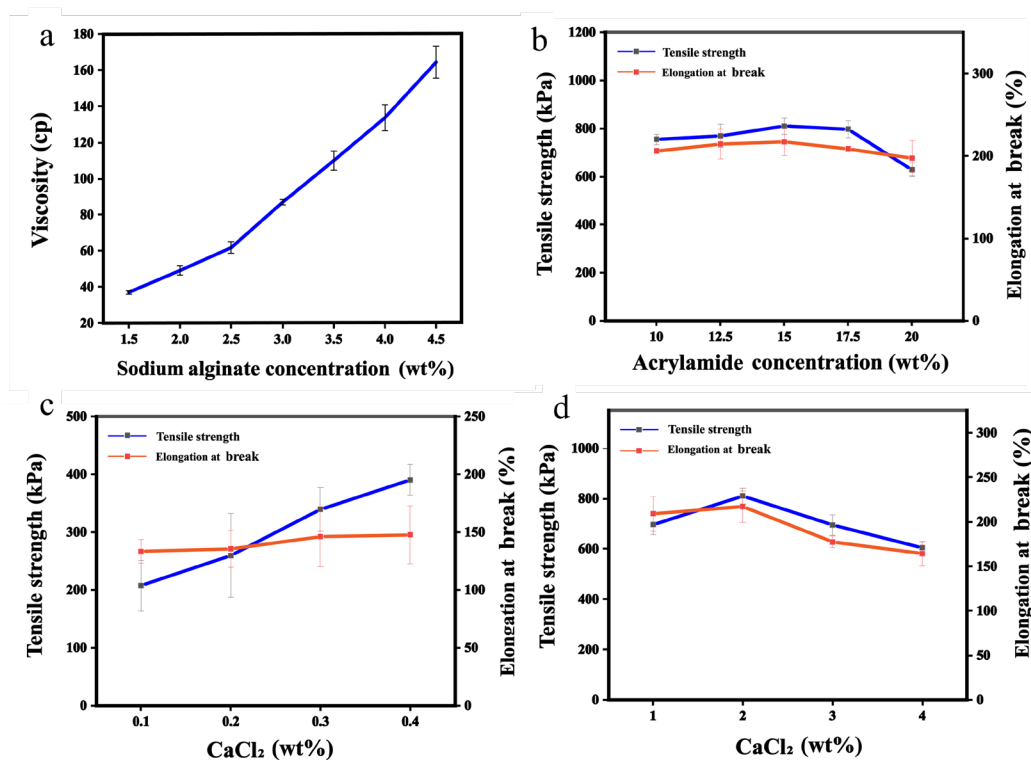 a
180
160
140
120
100
80
60
40
20
Viscosity (cp)
1.5 2.0 2.5 3.0 3.5 4.0 4.5
Sodium alginate concentration (wt%)
b
1200
1000
800
600
400
200
0
Tensile strength (kPa)
Tensile strength
Elongation at break
300
200
100
0
Elongation at break (%)
10 12.5 15 17.5 20
Acrylamide concentration (wt%)
c
500
400
300
200
100
0
Tensile strength (kPa)
Tensile strength
Elongation at break
250
200
150
100
50
0
Elongation at break (%)
0.1 0.2 0.3 0.4
CaCl₂ (wt%)
d
1000
800
600
400
200
0
Tensile strength (kPa)
Tensile strength
Elongation at break
300
250
200
150
100
50
0
Elongation at break (%)
1 2 3 4
CaCl₂ (wt%)